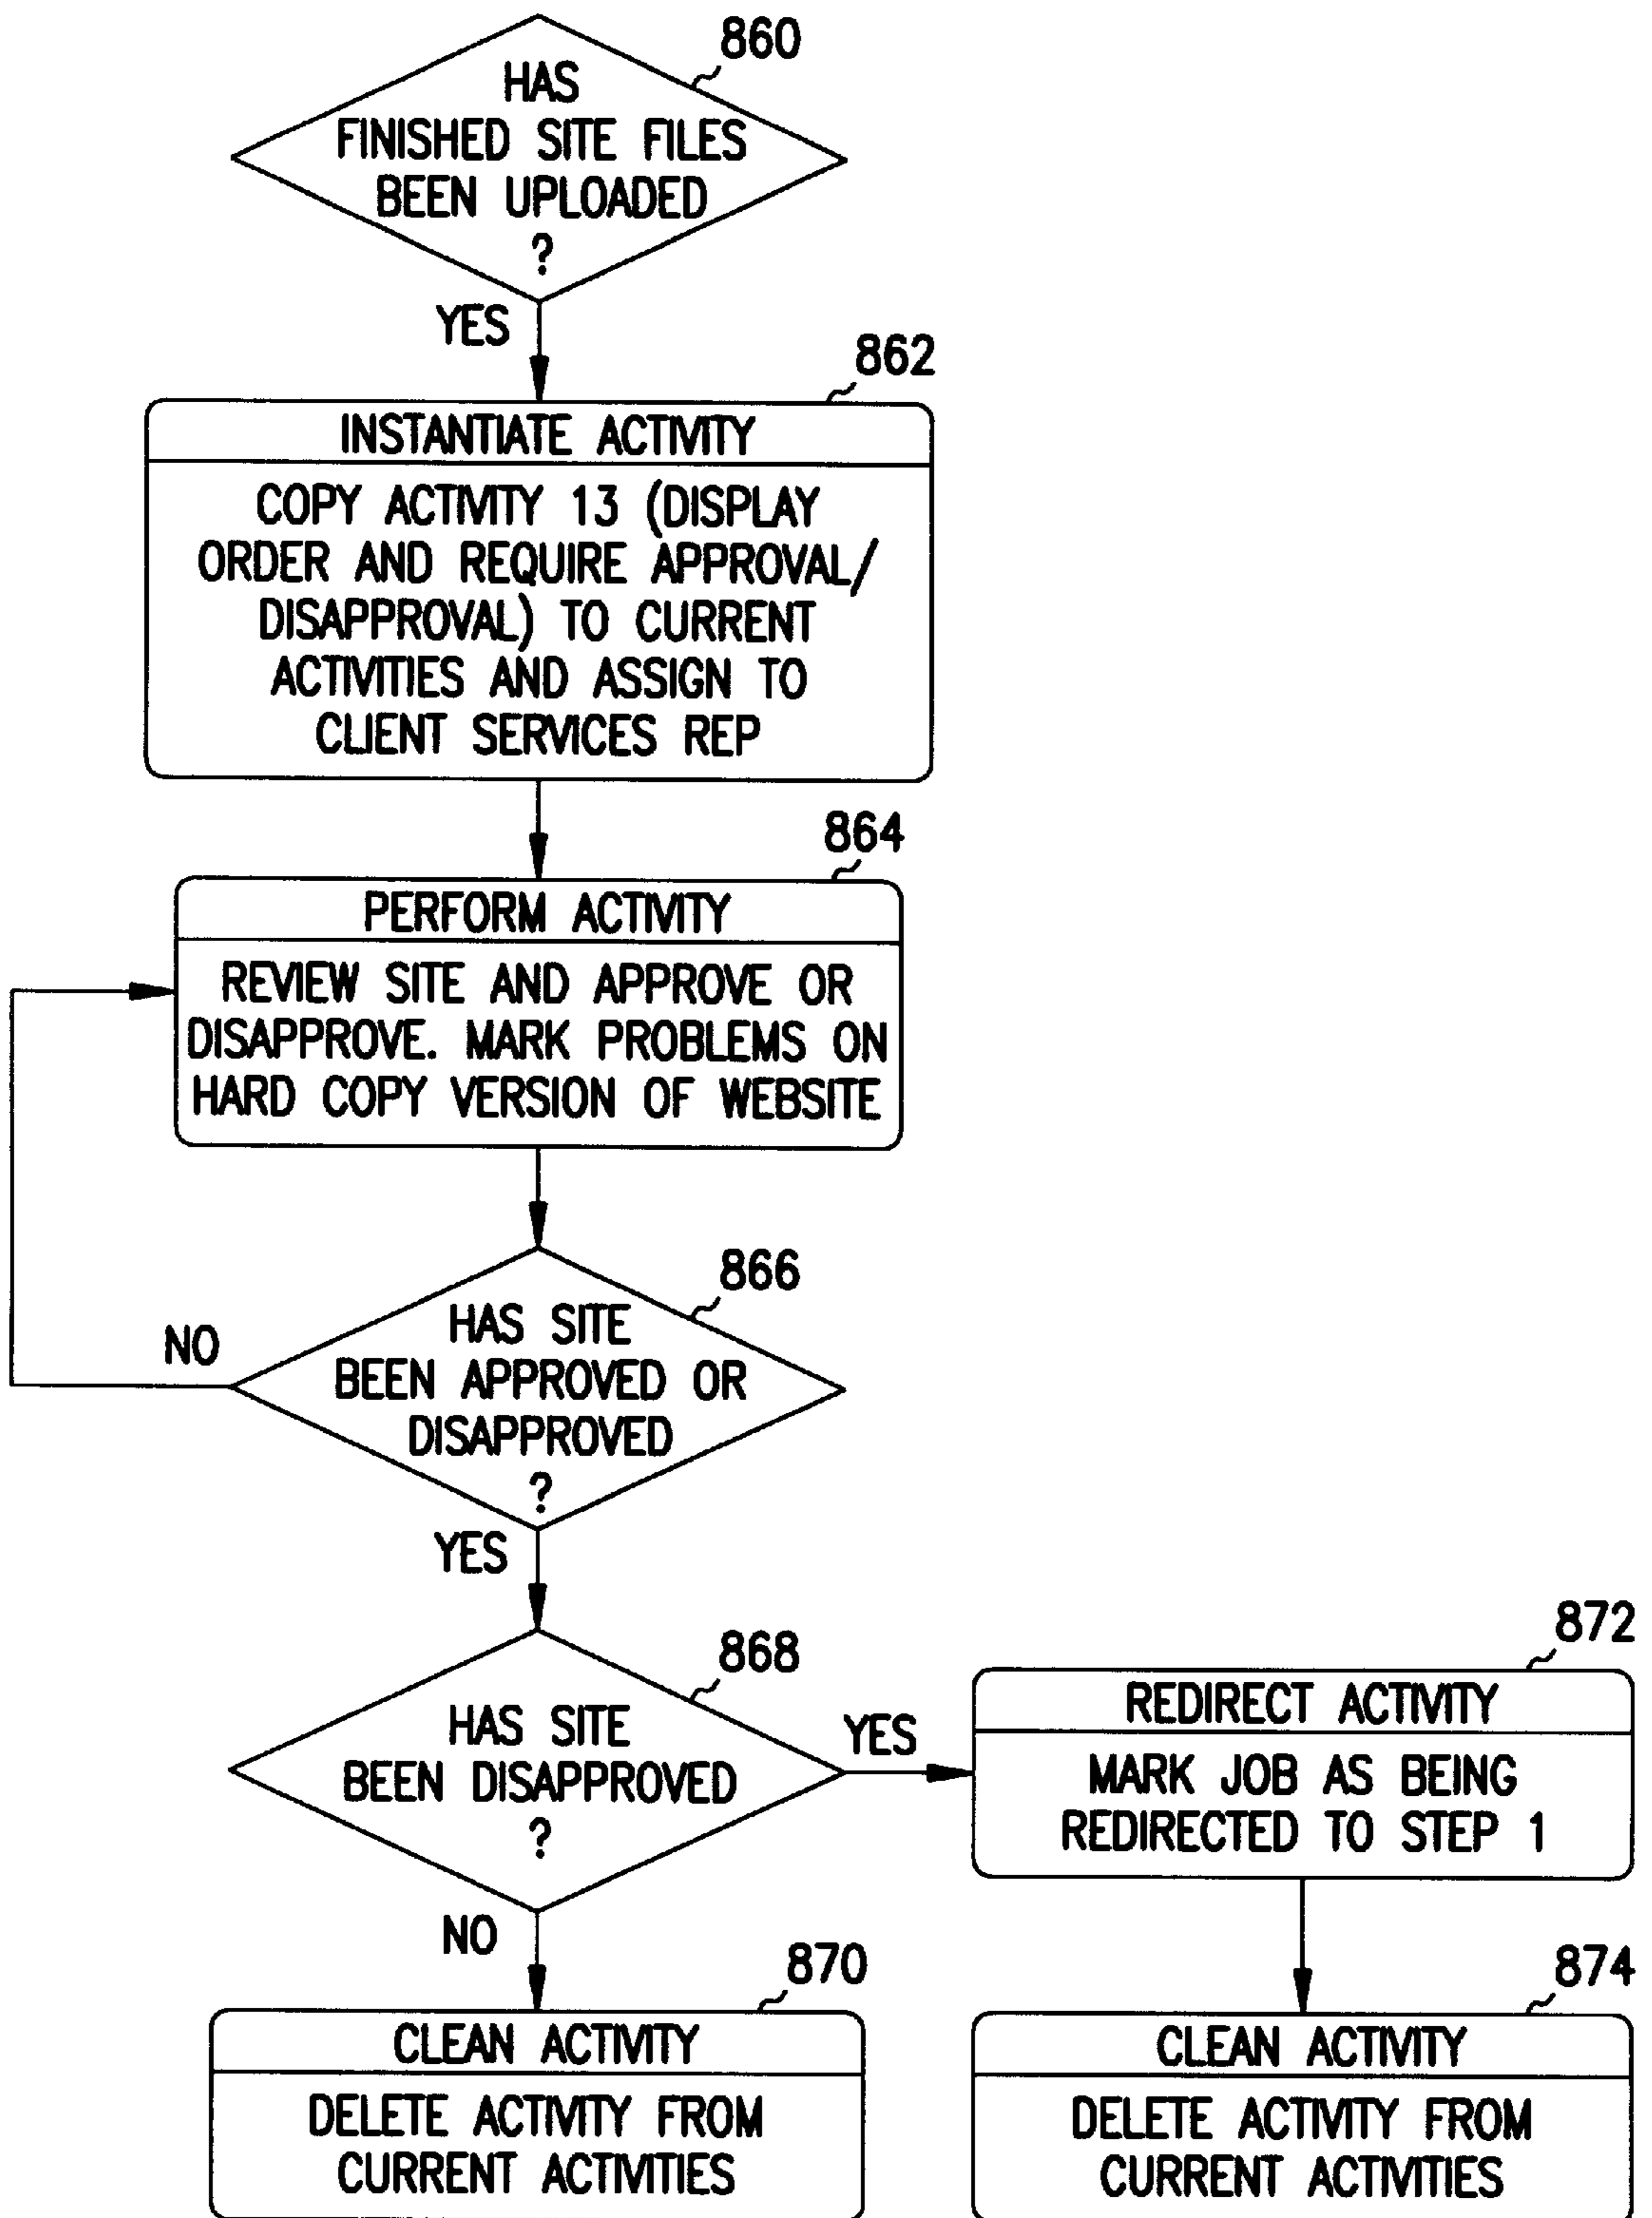 860
HAS
FINISHED SITE FILES
BEEN UPLOADED
?
YES
862
INSTANTIATE ACTIVITY
COPY ACTIVITY 13 (DISPLAY
ORDER AND REQUIRE APPROVAL/
DISAPPROVAL) TO CURRENT
ACTIVITIES AND ASSIGN TO
CLIENT SERVICES REP
864
PERFORM ACTIVITY
REVIEW SITE AND APPROVE OR
DISAPPROVE. MARK PROBLEMS ON
HARD COPY VERSION OF WEBSITE
866
HAS SITE
BEEN APPROVED OR
DISAPPROVED
?
NO
YES
868
HAS SITE
BEEN DISAPPROVED
?
YES
872
REDIRECT ACTIVITY
MARK JOB AS BEING
REDIRECTED TO STEP 1
NO
870
CLEAN ACTIVITY
DELETE ACTIVITY FROM
CURRENT ACTIVITIES
874
CLEAN ACTIVITY
DELETE ACTIVITY FROM
CURRENT ACTIVITIES